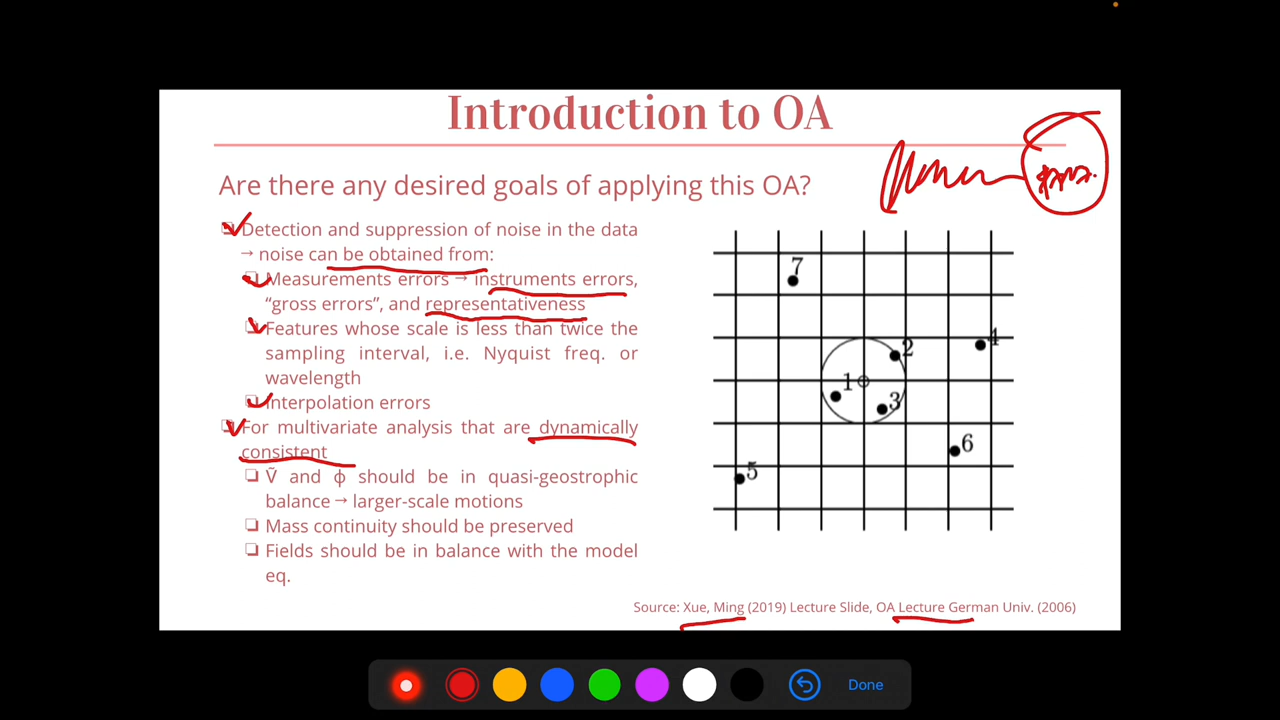 Introduction to OA
Are there any desired goals of applying this OA?
Detection and suppression of noise in the data
→ noise can be obtained from:
Measurements errors → instruments errors,
“gross errors”, and representativeness
Features whose scale is less than twice the
sampling interval, i.e. Nyquist freq. or
wavelength
Interpolation errors
For multivariate analysis that are dynamically
consistent
Ṽ and ϕ should be in quasi-geostrophic
balance → larger-scale motions
Mass continuity should be preserved
Fields should be in balance with the model
eq.
7
2
4
1
3
6
5
Source: Xue, Ming (2019) Lecture Slide, OA Lecture German Univ. (2006)
Done